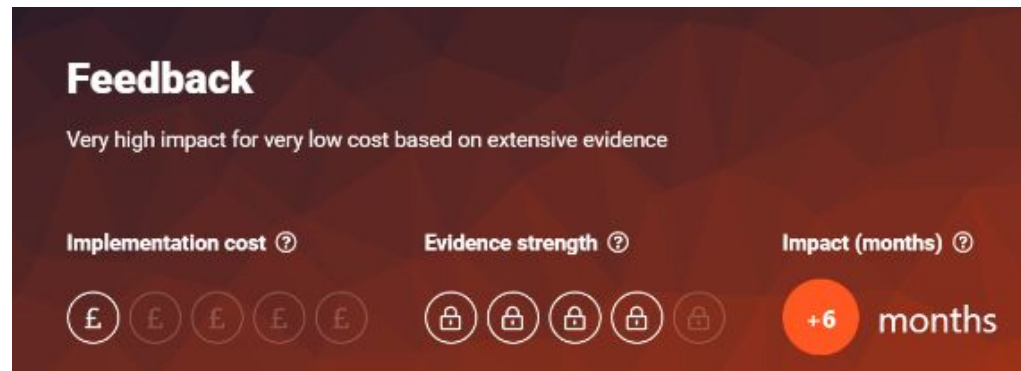 Feedback
Very high impact for very low cost based on extensive evidence
Implementation cost ? Evidence strength ? Impact (months) ?
£ £ £ £ £ +6 months